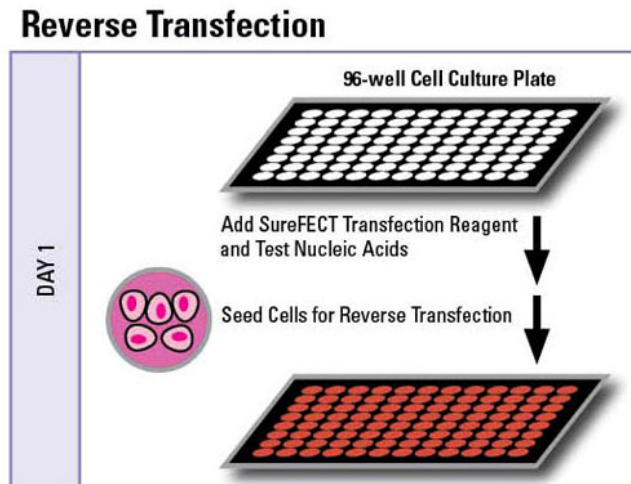 Reverse Transfection
96-well Cell Culture Plate
DAY 1
Add SureFECT Transfection Reagent
and Test Nucleic Acids
Seed Cells for Reverse Transfection